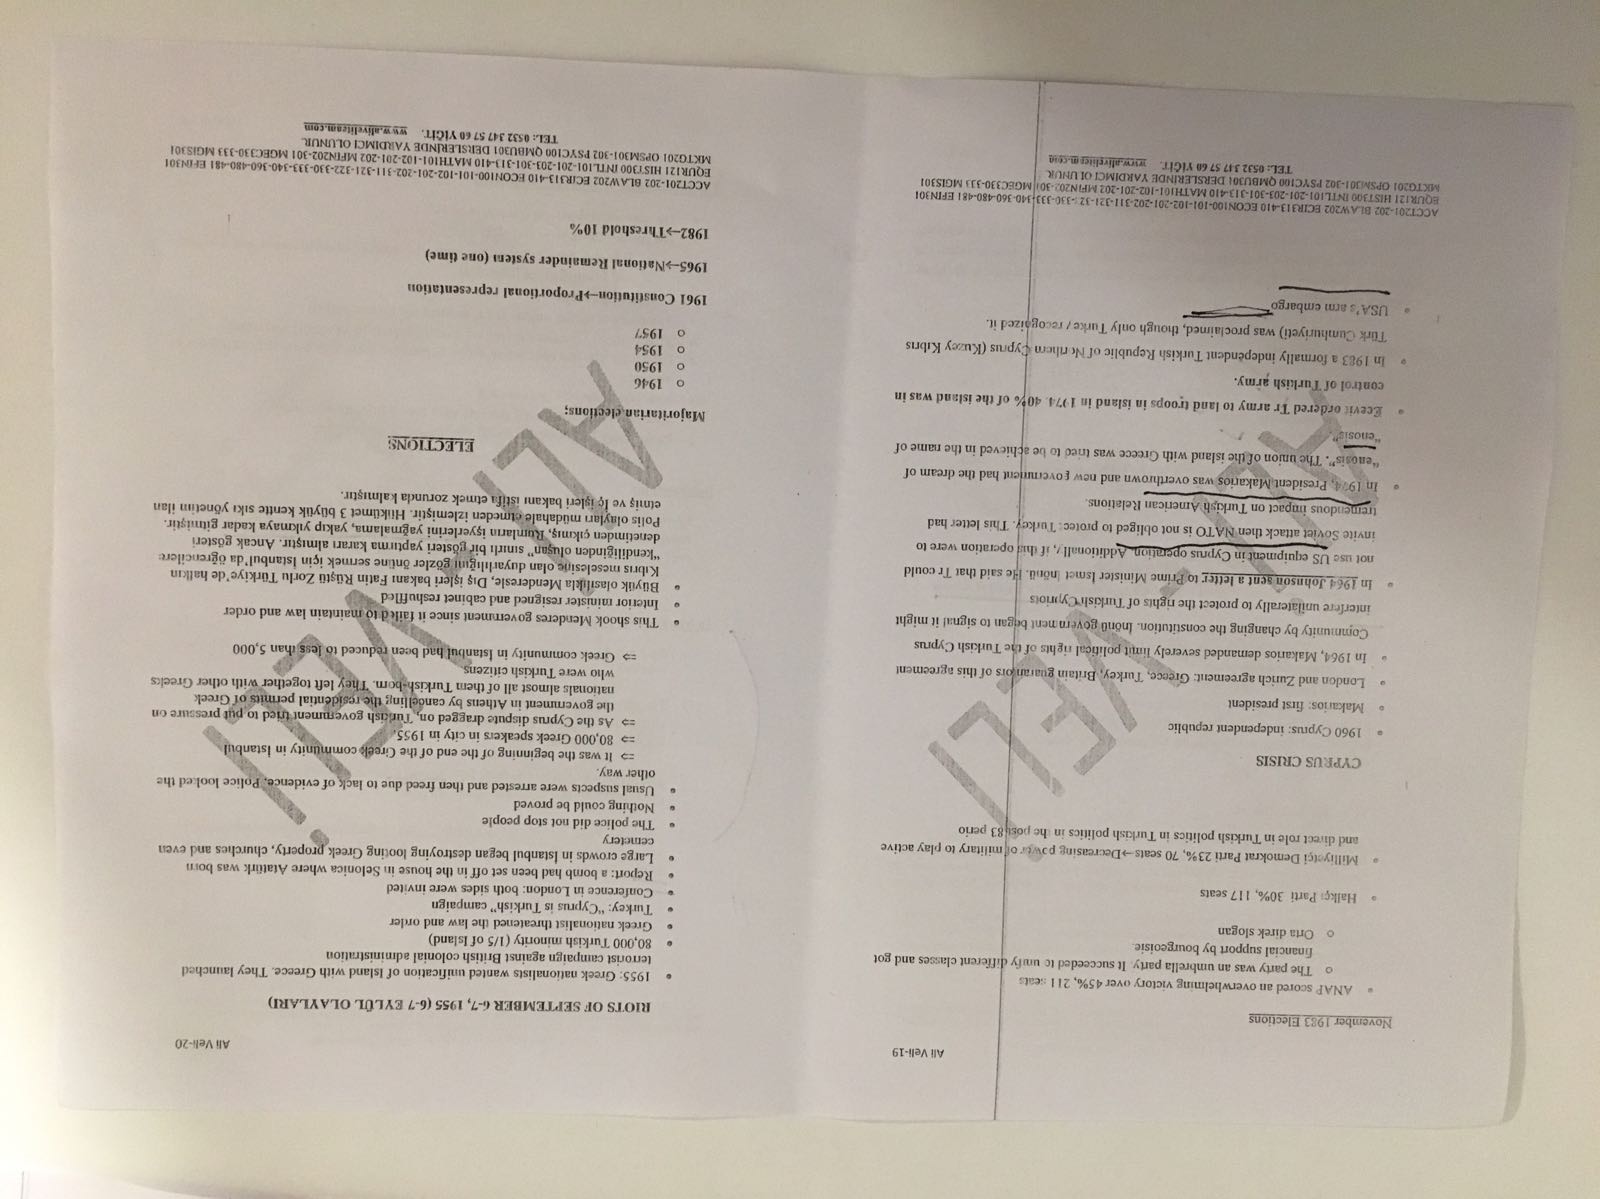 Ali Veli-19
November 1983 Elections
• ANAP scored an overwhelming victory over 45%, 211 seats
o The party was an umbrella party. It succeeded to unify different classes and got
financial support by bourgeoisie.
o Orta direk slogan
• Halkçı Parti 30%, 117 seats
• Milliyetçi Demokrat Parti 23%, 70 seats→Decreasing power of military to play active
and direct role in Turkish politics in Turkish politics in the post 83 perio
CYPRUS CRISIS
• 1960 Cyprus: independent republic
• Makarios: first president
• London and Zurich agreement: Greece, Turkey, Britain guarantors of this agreement
• In 1964, Makarios demanded severely limit political rights of the Turkish Cyprus
Community by changing the constitution. İnönü government began to signal it might
interfere unilaterally to protect the rights of Turkish Cypriots
• In 1964 Johnson sent a letter to Prime Minister İsmet İnönü. He said that Tr could
not use US equipment in Cyprus operation. Additionally, if this operation were to
invite Soviet attack then NATO is not obliged to protect Turkey. This letter had
tremendous impact on Turkish American Relations.
• In 1974, President Makarios was overthrown and new government had the dream of
"enosis". The union of the island with Greece was tried to be achieved in the name of
"enosis".
• Ecevit ordered Tr army to land troops in island in 1974. 40% of the island was in
control of Turkish army.
• In 1983 a formally independent Turkish Republic of Northern Cyprus (Kuzey Kıbrıs
Türk Cumhuriyeti) was proclaimed, though only Turkey recognized it.
• USA's arm embargo
ALİ - VELİ
ACCT201-202 BLAW202 ECIR313-410 ECON100-101-102-201-202-311-321-322-330-333-340-360-480-481 EFIN301
EQUR121 HIST300 INTL101-201-203-301-313-410 MATH101-102-201-202 MFIN202-301 MGEC330-333 MGIS301
MKTG201 OPSM301-302 PSYC100 QMBU301 DERSLERİNDE YARDIMCI OLUNUR.
TEL: 0532 347 57 60 YİĞİT. www.aliveliteam.com
Ali Veli-20
RIOTS OF SEPTEMBER 6-7, 1955 (6-7 EYLÜL OLAYLARI)
• 1955: Greek nationalists wanted unification of Island with Greece. They launched
terrorist campaign against British colonial administration
• 80,000 Turkish minority (1/5 of Island)
• Greek nationalist threatened the law and order
• Turkey: "Cyprus is Turkish" campaign
• Conference in London: both sides were invited
• Report: a bomb had been set off in the house in Selonica where Atatürk was born
• Large crowds in İstanbul began destroying looting Greek property, churches and even
cemetery
• The police did not stop people
• Nothing could be proved
• Usual suspects were arrested and then freed due to lack of evidence. Police looked the
other way.
⇒ It was the beginning of the end of the Greek community in İstanbul
⇒ 80,000 Greek speakers in city in 1955.
⇒ As the Cyprus dispute dragged on, Turkish government tried to put pressure on
the government in Athens by cancelling the residential permits of Greek
nationals almost all of them Turkish-born. They left together with other Greeks
who were Turkish citizens
⇒ Greek community in İstanbul had been reduced to less than 5,000
• This shook Menderes government since it failed to maintain law and order
• Interior minister resigned and cabinet reshuffled
• Büyük olasılıkla Menderesle, Dış işleri bakanı Fatin Rüştü Zorlu Türkiye'de halkın
Kıbrıs meselesine olan duyarlılığını gözler önüne sermek için İstanbul'da öğrencilere
"kendiliğinden oluşan" sınırlı bir gösteri yaptırma kararı almıştır. Ancak gösteri
denetimden çıkmış, Rumların işyerlerini yağmalama, yakıp yıkmaya kadar gitmiştir.
Polis olayları müdahale etmeden izlemiştir. Hükümet 3 büyük kentte sıkı yönetim ilan
etmiş ve İç işleri bakanı istifa etmek zorunda kalmıştır.
ELECTIONS
Majoritarian elections;
o 1946
o 1950
o 1954
o 1957
1961 Constitution→Proportional representation
1965→National Remainder system (one time)
1982→Threshold 10%
ALİ - VELİ
ACCT201-202 BLAW202 ECIR313-410 ECON100-101-102-201-202-311-321-322-330-333-340-360-480-481 EFIN301
EQUR121 HIST300 INTL101-201-203-301-313-410 MATH101-102-201-202 MFIN202-301 MGEC330-333 MGIS301
MKTG201 OPSM301-302 PSYC100 QMBU301 DERSLERİNDE YARDIMCI OLUNUR.
TEL: 0532 347 57 60 YİĞİT. www.aliveliteam.com